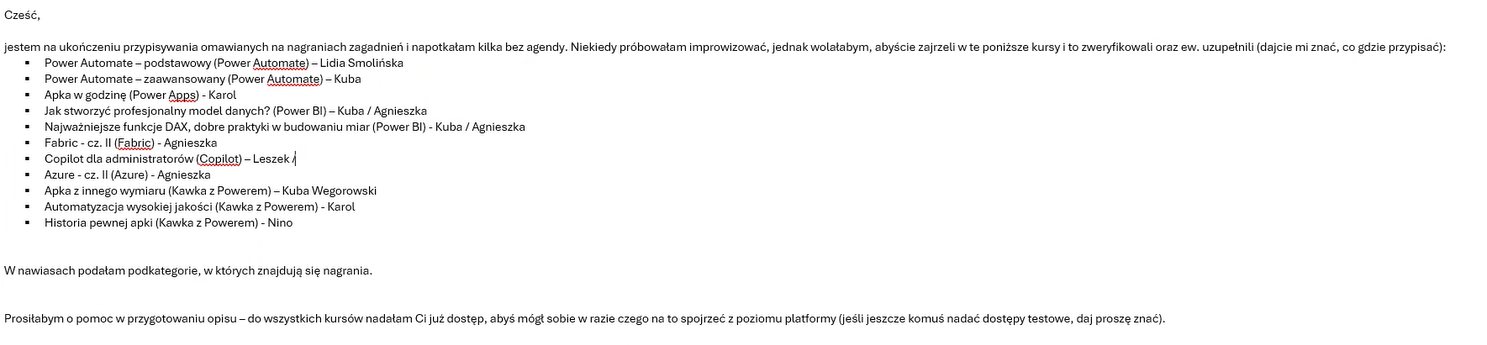 Cześć,
jestem na ukończeniu przypisywania omawianych na nagraniach zagadnień i napotkałam kilka bez agendy. Niekiedy próbowałam improwizować, jednak wolałabym, abyście zajrzeli w te poniższe kursy i to zweryfikowali oraz ew. uzupełnili (dajcie mi znać, co gdzie przypisać):
▪ Power Automate – podstawowy (Power Automate) – Lidia Smolińska
▪ Power Automate – zaawansowany (Power Automate) – Kuba
▪ Apka w godzinę (Power Apps) - Karol
▪ Jak stworzyć profesjonalny model danych? (Power BI) – Kuba / Agnieszka
▪ Najważniejsze funkcje DAX, dobre praktyki w budowaniu miar (Power BI) - Kuba / Agnieszka
▪ Fabric - cz. II (Fabric) - Agnieszka
▪ Copilot dla administratorów (Copilot) – Leszek /
▪ Azure - cz. II (Azure) - Agnieszka
▪ Apka z innego wymiaru (Kawka z Powerem) – Kuba Wegorowski
▪ Automatyzacja wysokiej jakości (Kawka z Powerem) - Karol
▪ Historia pewnej apki (Kawka z Powerem) - Nino
W nawiasach podałam podkategorie, w których znajdują się nagrania.
Prosiłabym o pomoc w przygotowaniu opisu – do wszystkich kursów nadałam Ci już dostęp, abyś mógł sobie w razie czego na to spojrzeć z poziomu platformy (jeśli jeszcze komuś nadać dostępy testowe, daj proszę znać).